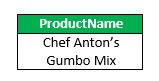 ProductName
Chef Anton's
Gumbo Mix